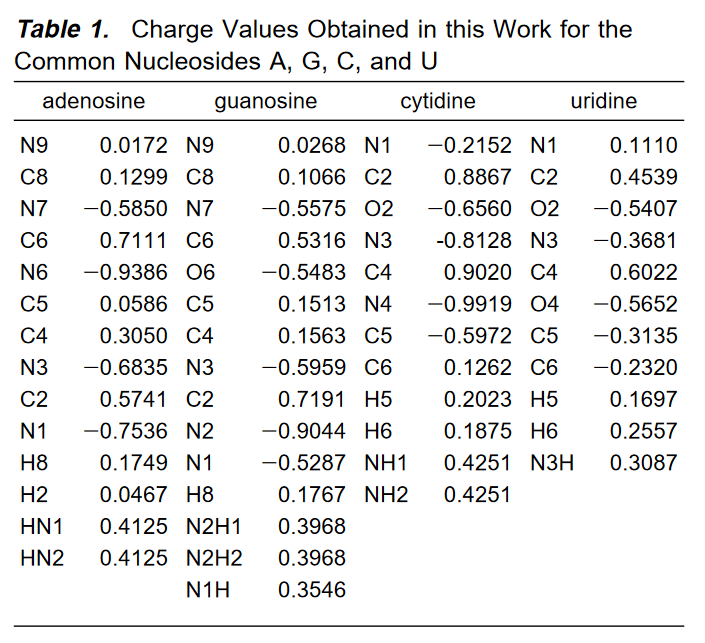 Table 1. Charge Values Obtained in this Work for the
Common Nucleosides A, G, C, and U
adenosine guanosine cytidine uridine
N9 0.0172 N9 0.0268 N1 −0.2152 N1 0.1110
C8 0.1299 C8 0.1066 C2 0.8867 C2 0.4539
N7 −0.5850 N7 −0.5575 O2 −0.6560 O2 −0.5407
C6 0.7111 C6 0.5316 N3 -0.8128 N3 −0.3681
N6 −0.9386 O6 −0.5483 C4 0.9020 C4 0.6022
C5 0.0586 C5 0.1513 N4 −0.9919 O4 −0.5652
C4 0.3050 C4 0.1563 C5 −0.5972 C5 −0.3135
N3 −0.6835 N3 −0.5959 C6 0.1262 C6 −0.2320
C2 0.5741 C2 0.7191 H5 0.2023 H5 0.1697
N1 −0.7536 N2 −0.9044 H6 0.1875 H6 0.2557
H8 0.1749 N1 −0.5287 NH1 0.4251 N3H 0.3087
H2 0.0467 H8 0.1767 NH2 0.4251
HN1 0.4125 N2H1 0.3968
HN2 0.4125 N2H2 0.3968
N1H 0.3546